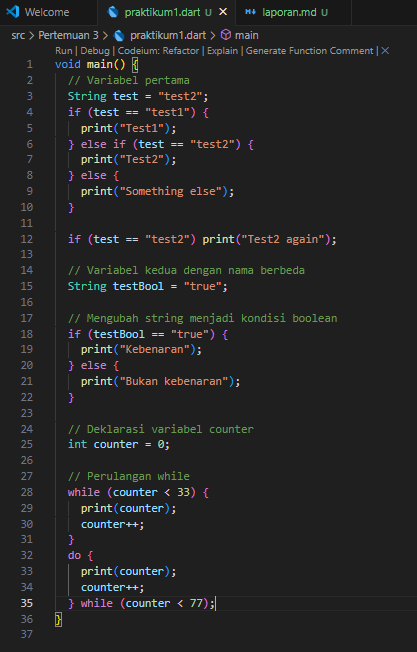 Welcome praktikum1.dart U laporan.md U
src > Pertemuan 3 > praktikum1.dart > main
Run | Debug | Codeium: Refactor | Explain | Generate Function Comment | ×
1 void main() {
2 // Variabel pertama
3 String test = "test2";
4 if (test == "test1") {
5 print("Test1");
6 } else if (test == "test2") {
7 print("Test2");
8 } else {
9 print("Something else");
10 }
11
12 if (test == "test2") print("Test2 again");
13
14 // Variabel kedua dengan nama berbeda
15 String testBool = "true";
16
17 // Mengubah string menjadi kondisi boolean
18 if (testBool == "true") {
19 print("Kebenaran");
20 } else {
21 print("Bukan kebenaran");
22 }
23
24 // Deklarasi variabel counter
25 int counter = 0;
26
27 // Perulangan while
28 while (counter < 33) {
29 print(counter);
30 counter++;
31 }
32 do {
33 print(counter);
34 counter++;
35 } while (counter < 77);
36 }
37